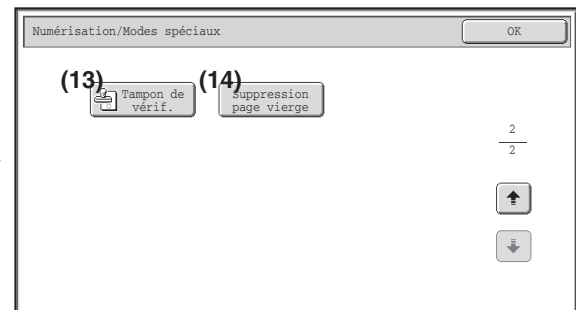 Numérisation/Modes spéciaux
OK
(13)
Tampon de
vérif.
(14)
Suppression
page vierge
2
2